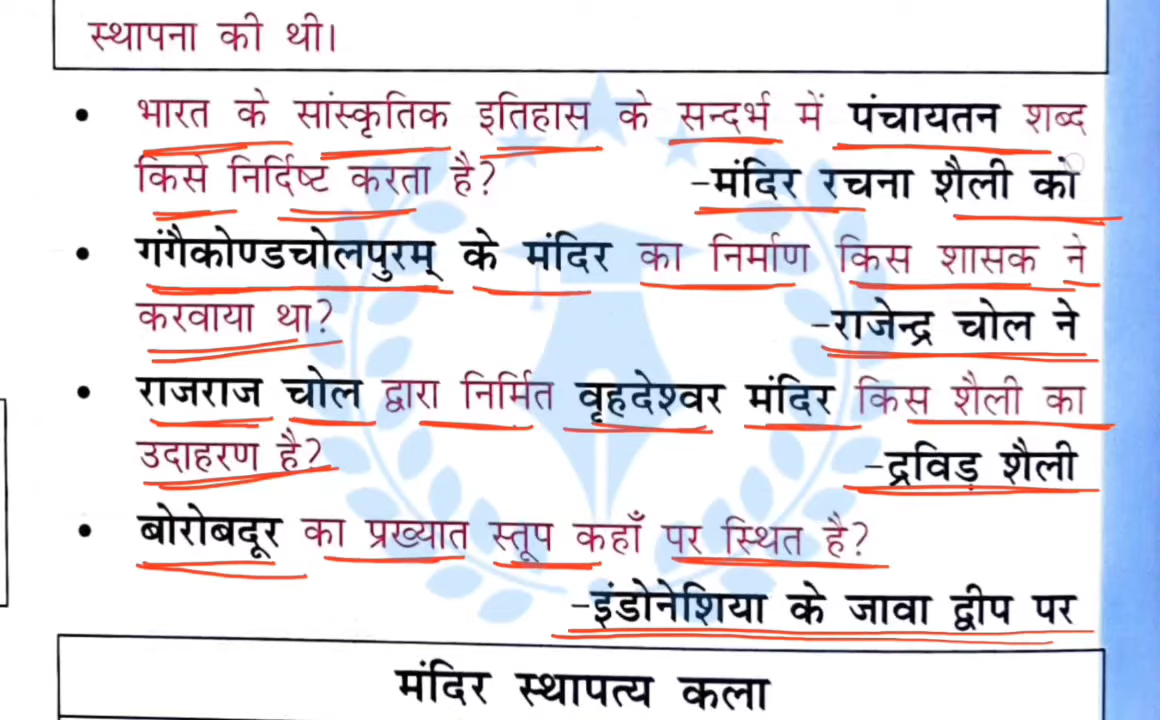 स्थापना की थी।
• भारत के सांस्कृतिक इतिहास के सन्दर्भ में पंचायतन शब्द
किसे निर्दिष्ट करता है? -मंदिर रचना शैली को
• गंगैकोण्डचोलपुरम् के मंदिर का निर्माण किस शासक ने
करवाया था? -राजेन्द्र चोल ने
• राजराज चोल द्वारा निर्मित वृहदेश्वर मंदिर किस शैली का
उदाहरण है? -द्रविड़ शैली
• बोरोबदूर का प्रख्यात स्तूप कहाँ पर स्थित है?
-इंडोनेशिया के जावा द्वीप पर
मंदिर स्थापत्य कला